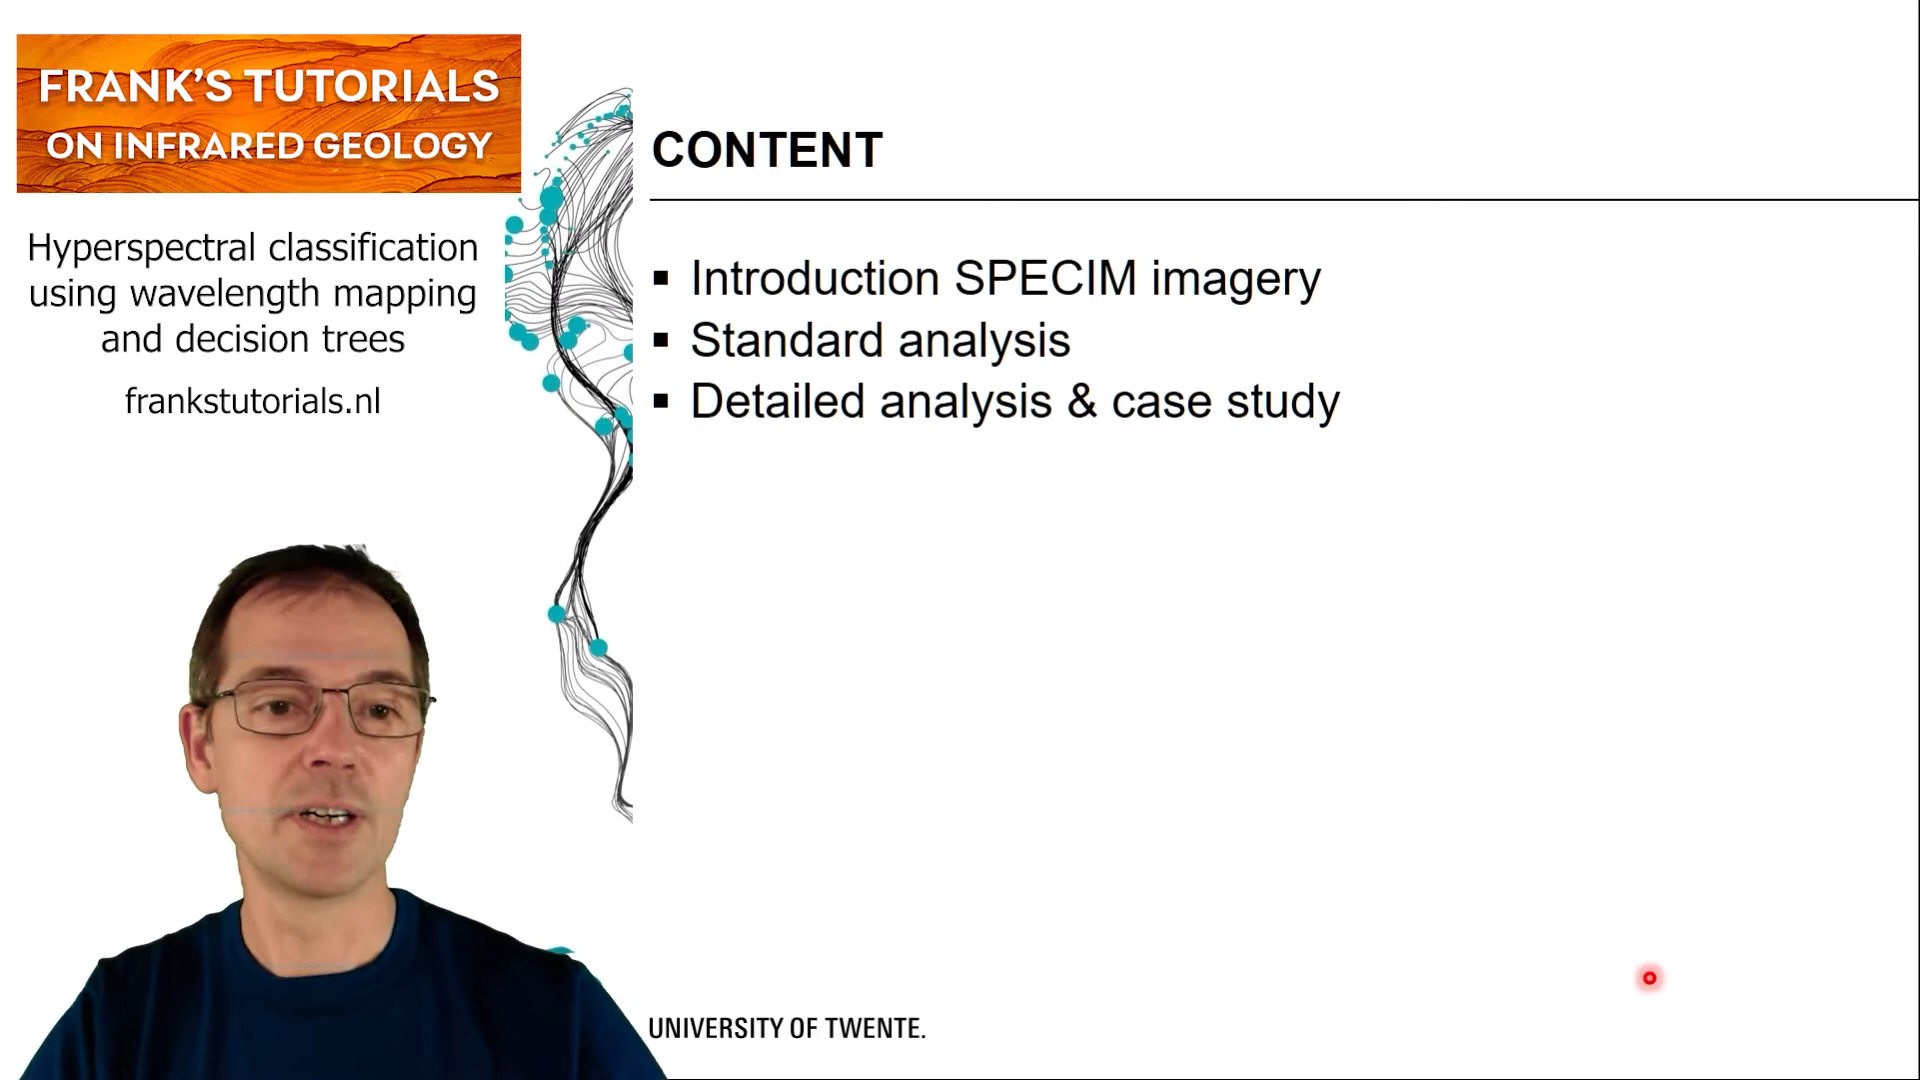 FRANK'S TUTORIALS
ON INFRARED GEOLOGY
Hyperspectral classification
using wavelength mapping
and decision trees
frankstutorials.nl
CONTENT
▪ Introduction SPECIM imagery
▪ Standard analysis
▪ Detailed analysis & case study
UNIVERSITY OF TWENTE.